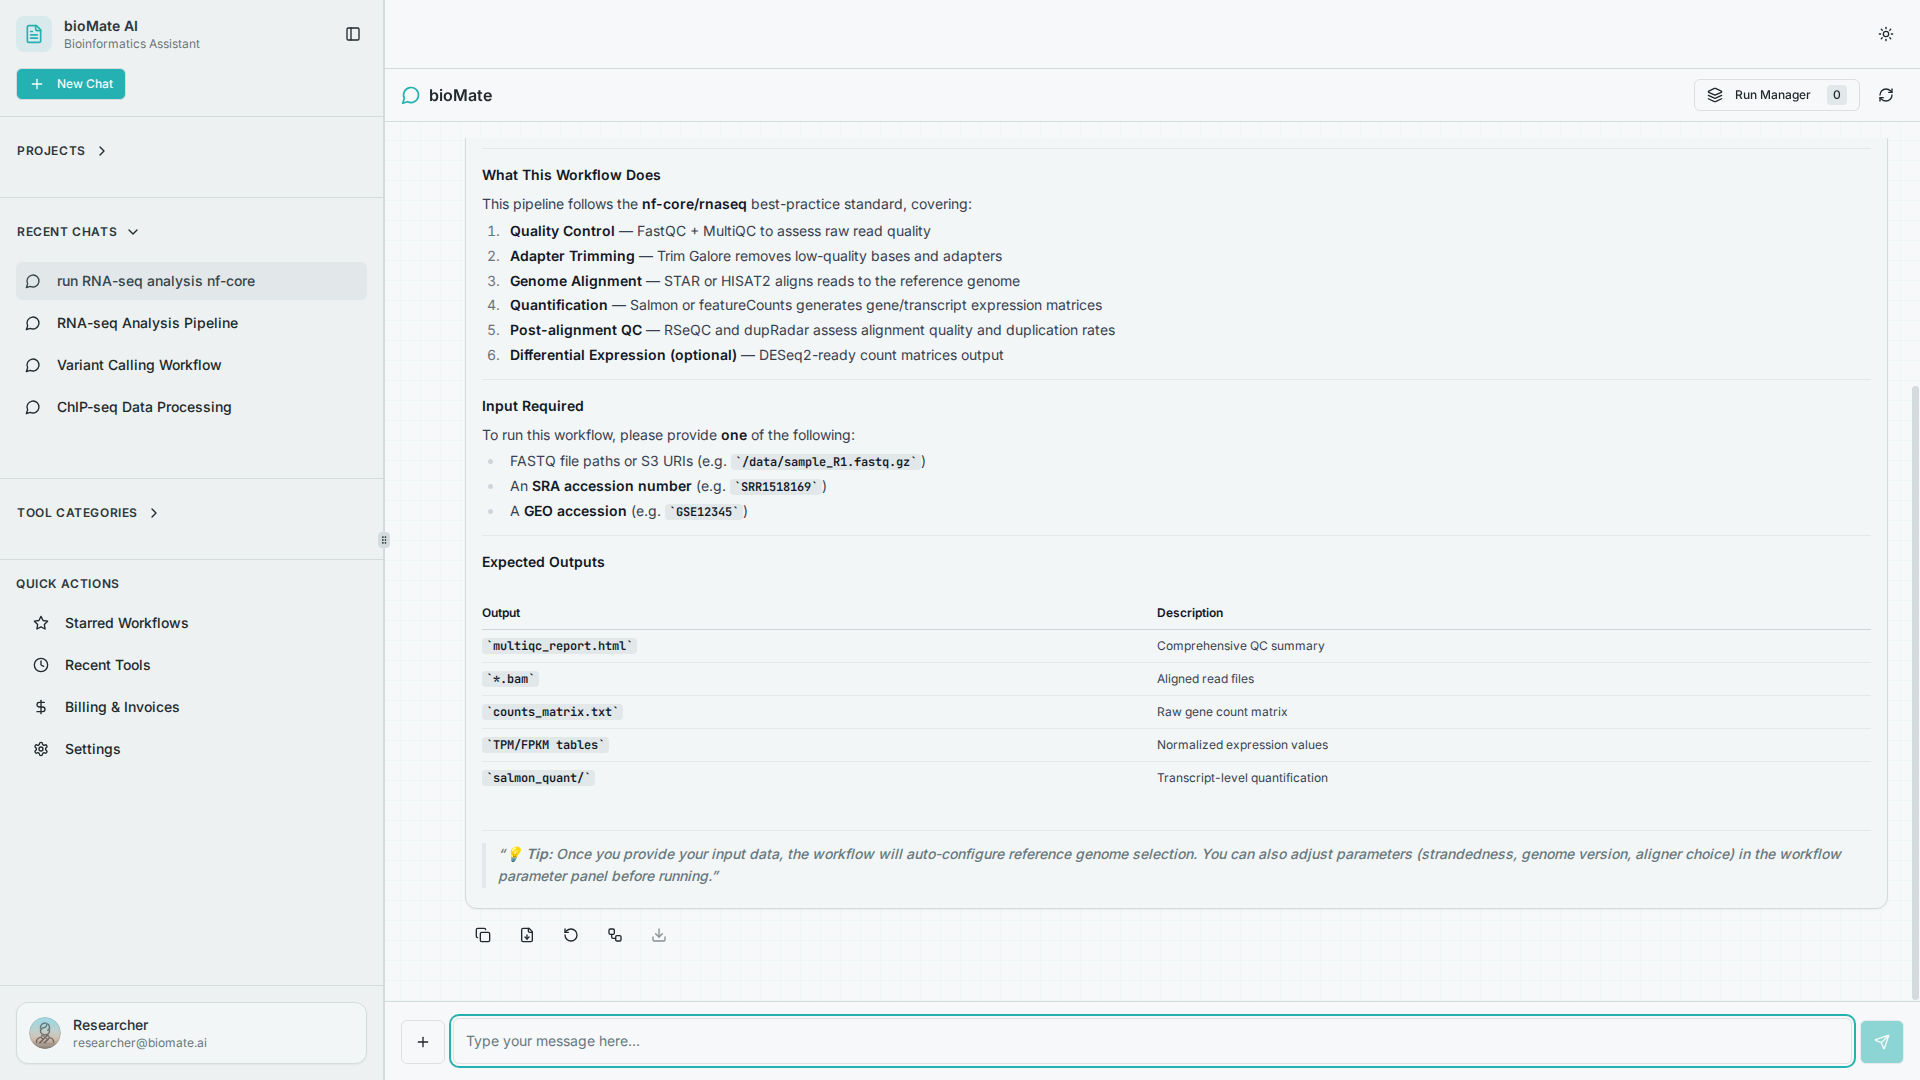 bioMate AI
Bioinformatics Assistant
New Chat
PROJECTS
RECENT CHATS
run RNA-seq analysis nf-core
RNA-seq Analysis Pipeline
Variant Calling Workflow
ChIP-seq Data Processing
TOOL CATEGORIES
QUICK ACTIONS
Starred Workflows
Recent Tools
Billing & Invoices
Settings
Researcher
researcher@biomate.ai
bioMate
Run Manager 0
What This Workflow Does
This pipeline follows the nf-core/rnaseq best-practice standard, covering:
1. Quality Control — FastQC + MultiQC to assess raw read quality
2. Adapter Trimming — Trim Galore removes low-quality bases and adapters
3. Genome Alignment — STAR or HISAT2 aligns reads to the reference genome
4. Quantification — Salmon or featureCounts generates gene/transcript expression matrices
5. Post-alignment QC — RSeQC and dupRadar assess alignment quality and duplication rates
6. Differential Expression (optional) — DESeq2-ready count matrices output
Input Required
To run this workflow, please provide one of the following:
FASTQ file paths or S3 URIs (e.g. `/data/sample_R1.fastq.gz`)
An SRA accession number (e.g. `SRR1518169`)
A GEO accession (e.g. `GSE12345`)
Expected Outputs
Output Description
`multiqc_report.html` Comprehensive QC summary
`*.bam` Aligned read files
`counts_matrix.txt` Raw gene count matrix
`TPM/FPKM tables` Normalized expression values
`salmon_quant/` Transcript-level quantification
“💡 Tip: Once you provide your input data, the workflow will auto-configure reference genome selection. You can also adjust parameters (strandedness, genome version, aligner choice) in the workflow
parameter panel before running.”
Type your message here...